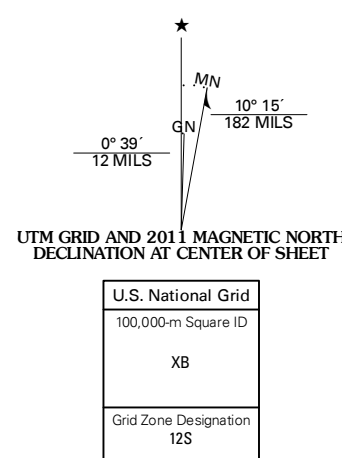 ★
MN
GN
10° 15´
182 MILS
0° 39´
12 MILS
UTM GRID AND 2011 MAGNETIC NORTH
DECLINATION AT CENTER OF SHEET
U.S. National Grid
100,000-m Square ID
XB
Grid Zone Designation
12S